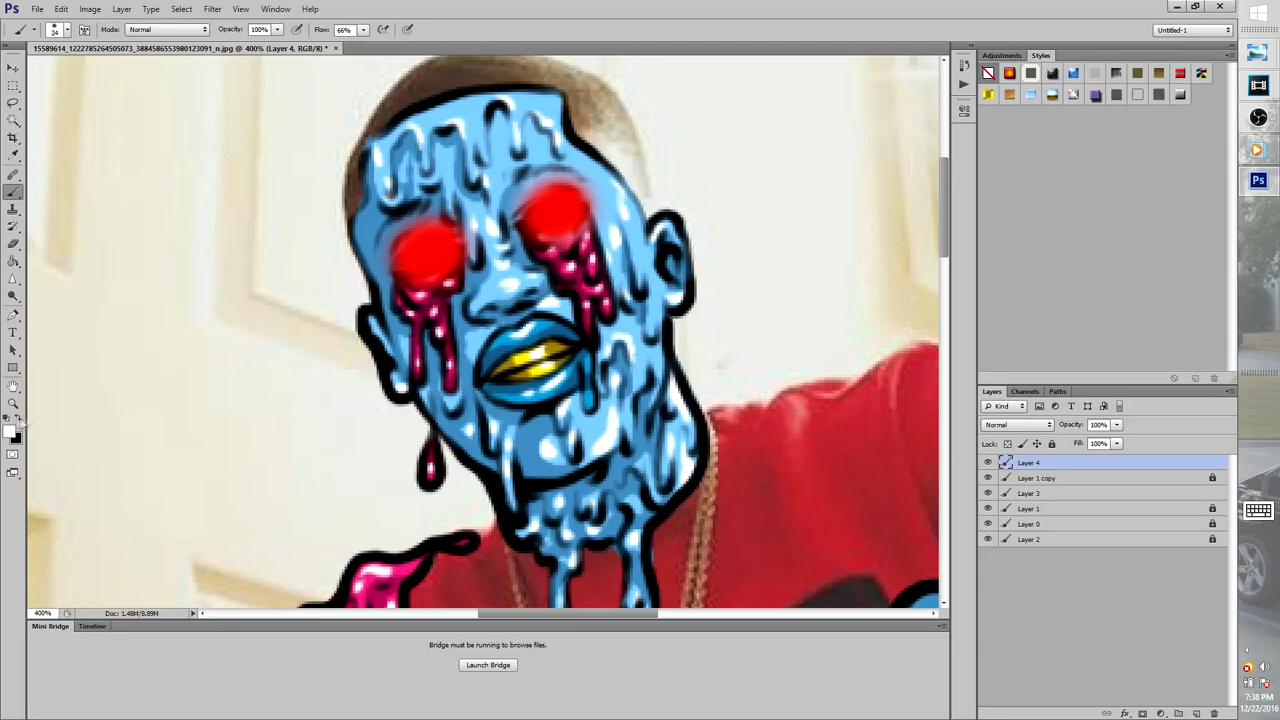 Ps File Edit Image Layer Type Select Filter 3D View Window Help
24 Mode: Normal Opacity: 100% Flow: 66% Untitled-1
15589614_1222785264505073_3884586553980123091_n.jpg @ 400% (Layer 4, RGB/8) * ×
Adjustments Styles
Layers Channels Paths
Kind
Normal Opacity: 100%
Lock: Fill: 100%
Layer 4
Layer 1 copy
Layer 3
Layer 1
Layer 0
Layer 2
400% Doc: 1.48M/8.89M
Mini Bridge Timeline
Bridge must be running to browse files.
Launch Bridge
Ps
7:38 PM
12/22/2016